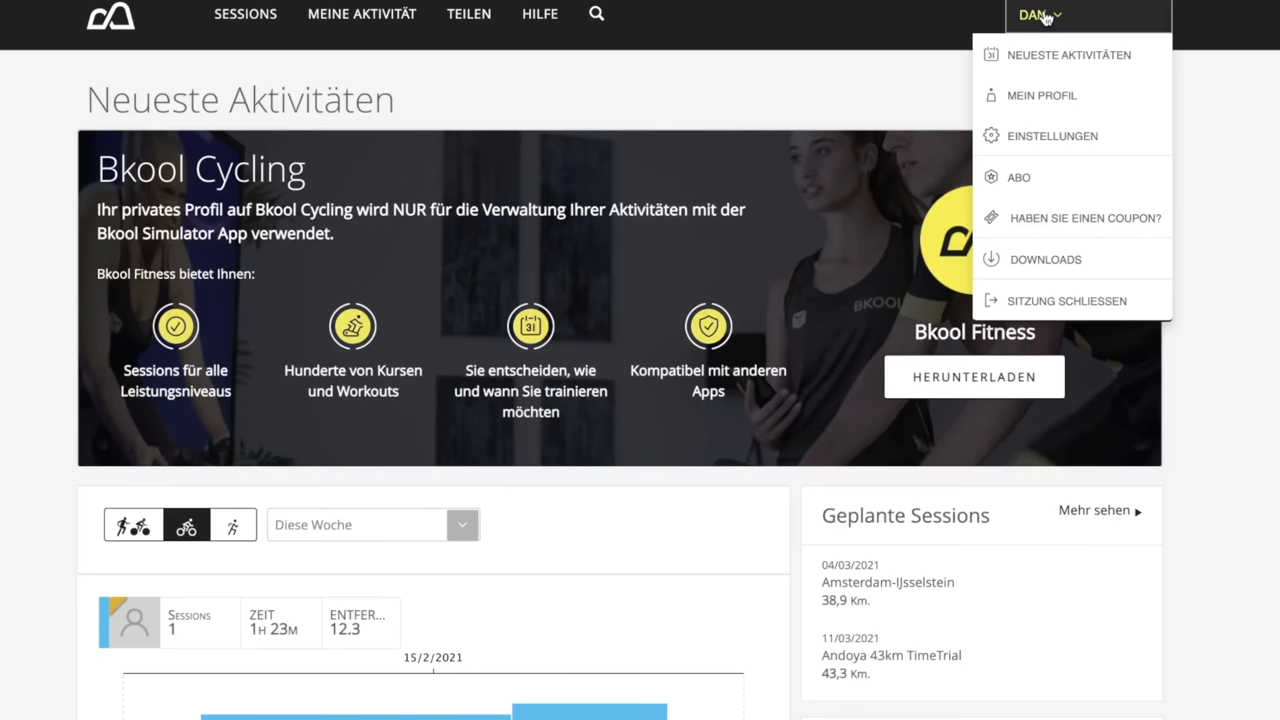 SESSIONS
MEINE AKTIVITÄT
TEILEN
HILFE
DAN
NEUESTE AKTIVITÄTEN
MEIN PROFIL
EINSTELLUNGEN
ABO
HABEN SIE EINEN COUPON?
DOWNLOADS
SITZUNG SCHLIESSEN
Neueste Aktivitäten
Bkool Cycling
Ihr privates Profil auf Bkool Cycling wird NUR für die Verwaltung Ihrer Aktivitäten mit der
Bkool Simulator App verwendet.
Bkool Fitness bietet Ihnen:
31
Sessions für alle
Leistungsniveaus
Hunderte von Kursen
und Workouts
Sie entscheiden, wie
und wann Sie trainieren
möchten
Kompatibel mit anderen
Apps
BKOOL
Bkool Fitness
HERUNTERLADEN
Diese Woche
SESSIONS
1
ZEIT
1H 23M
ENTFER...
12.3
15/2/2021
Geplante Sessions
Mehr sehen
04/03/2021
Amsterdam-IJsselstein
38,9 Km.
11/03/2021
Andoya 43km TimeTrial
43,3 Km.